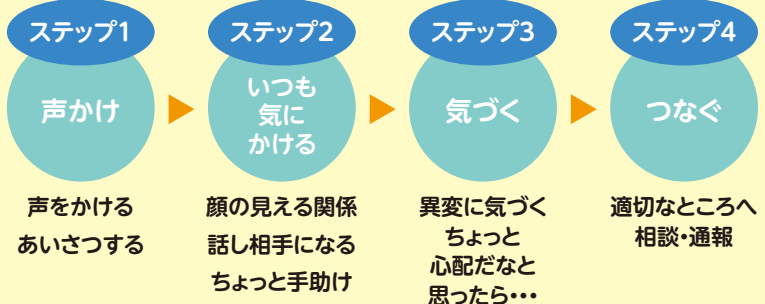 ステップ1
声かけ
声をかける
あいさつする
ステップ2
いつも
気に
かける
顔の見える関係
話し相手になる
ちょっと手助け
ステップ3
気づく
異変に気づく
ちょっと
心配だなと
思ったら・・・
ステップ4
つなぐ
適切なところへ
相談・通報